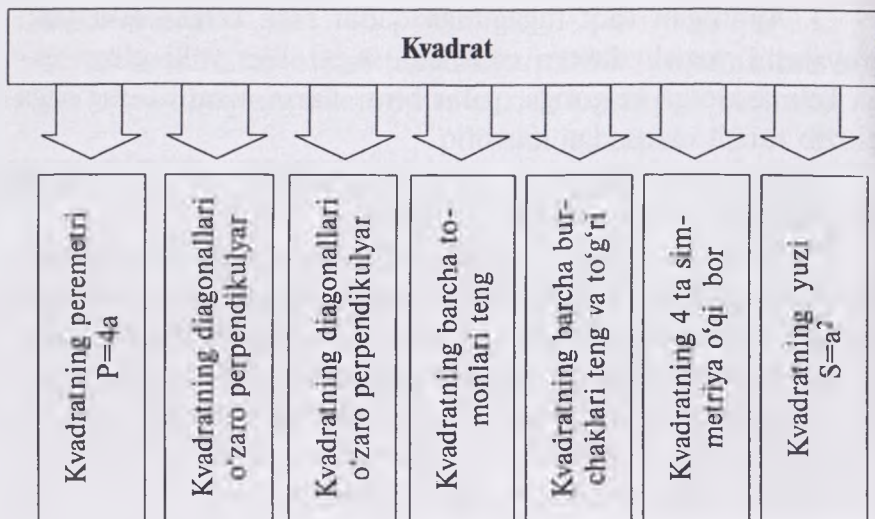 Kvadrat
Kvadratning peremetri
P=4a
Kvadratning diagonallari
o‘zaro perpendikulyar
Kvadratning diagonallari
o‘zaro perpendikulyar
Kvadratning barcha to-
monlari teng
Kvadratning barcha bur-
chaklari teng va to‘g‘ri
Kvadratning 4 ta sim-
metriya o‘qi bor
Kvadratning yuzi
S=a²